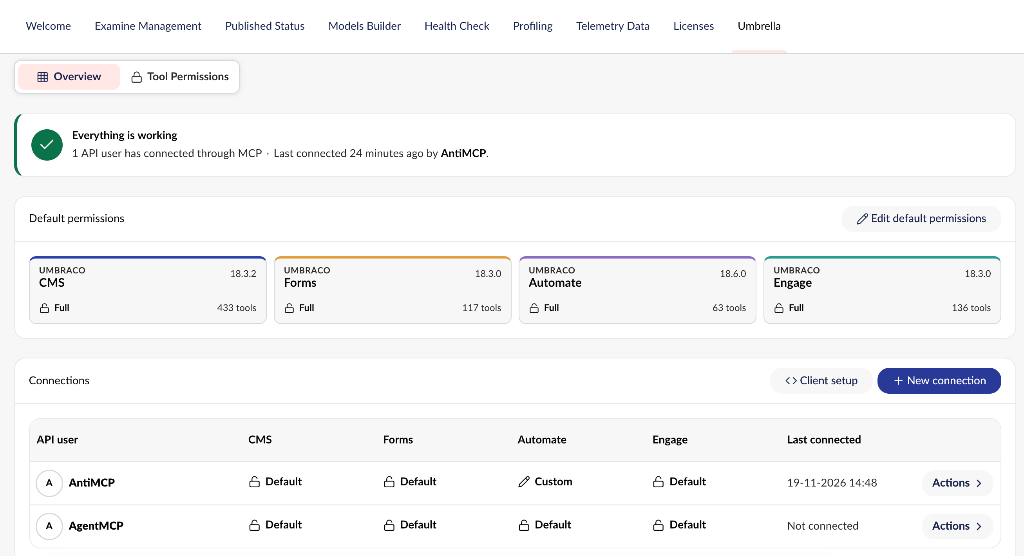 Welcome Examine Management Published Status Models Builder Health Check Profiling Telemetry Data Licenses Umbrella
Overview Tool Permissions
Everything is working
1 API user has connected through MCP · Last connected 24 minutes ago by AntiMCP.
Default permissions Edit default permissions
UMBRACO
CMS 18.3.2
Full 433 tools
UMBRACO
Forms 18.3.0
Full 117 tools
UMBRACO
Automate 18.6.0
Full 63 tools
UMBRACO
Engage 18.3.0
Full 136 tools
Connections <> Client setup + New connection
API user CMS Forms Automate Engage Last connected
A AntiMCP Default Default Custom Default 19-11-2026 14:48 Actions
A AgentMCP Default Default Default Default Not connected Actions